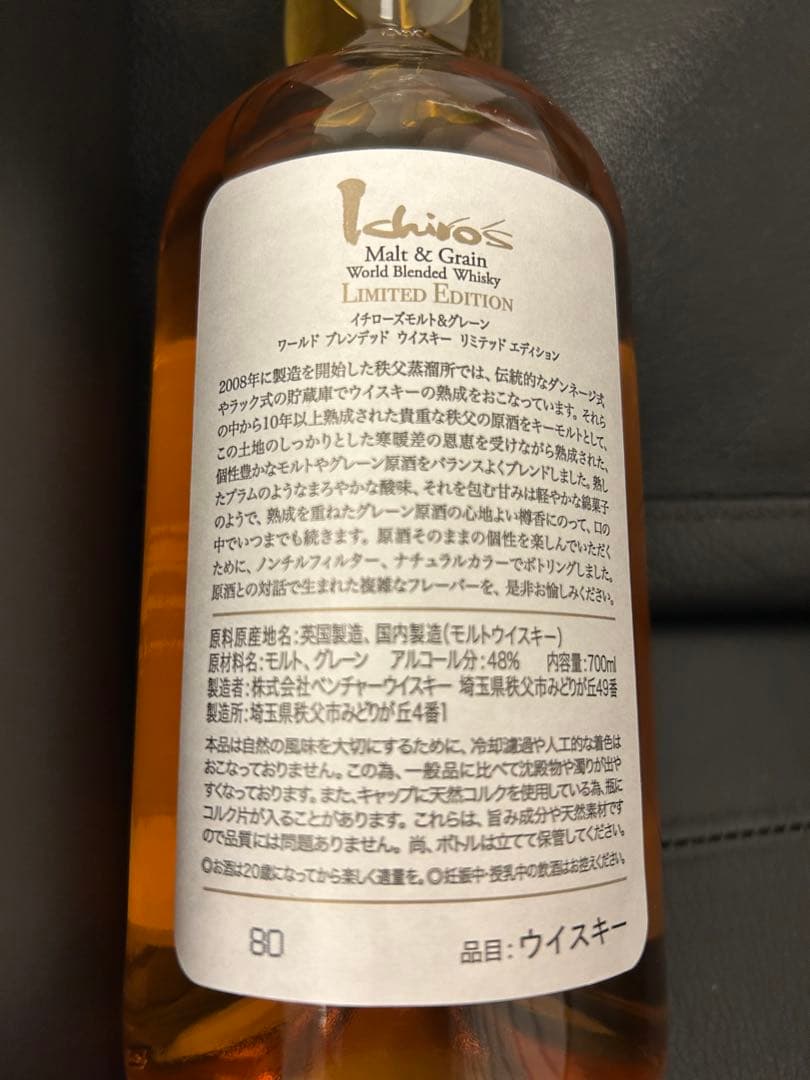 Ichiro's
Malt & Grain
World Blended Whisky
LIMITED EDITION
イチローズモルト&グレーン
ワールド ブレンデッド ウイスキー リミテッド エディション
2008年に製造を開始した秩父蒸溜所では、伝統的なダンネージ式
やラック式の貯蔵庫でウイスキーの熟成をおこなっています。それら
の中から10年以上熟成された貴重な秩父の原酒をキーモルトとして、
この土地のしっかりとした寒暖差の恩恵を受けながら熟成された、
個性豊かなモルトやグレーン原酒をバランスよくブレンドしました。熟し
たプラムのようなまろやかな酸味、それを包む甘みは軽やかな綿菓子
のようで、熟成を重ねたグレーン原酒の心地よい樽香にのって、口の
中でいつまでも続きます。原酒そのままの個性を楽しんでいただく
ために、ノンチルフィルター、ナチュラルカラーでボトリングしました。
原酒との対話で生まれた複雑なフレーバーを、是非お愉しみください。
原料原産地名:英国製造、国内製造(モルトウイスキー)
原材料名:モルト、グレーン アルコール分:48% 内容量:700ml
製造者:株式会社ベンチャーウイスキー 埼玉県秩父市みどりが丘49番
製造所:埼玉県秩父市みどりが丘4番1
本品は自然の風味を大切にするために、冷却濾過や人工的な着色は
おこなっておりません。この為、一般品に比べて沈殿物や濁りが出や
すくなっております。また、キャップに天然コルクを使用している為、瓶に
コルク片が入ることがあります。これらは、旨み成分や天然素材です
ので品質には問題ありません。尚、ボトルは立てて保管してください。
◎お酒は20歳になってから楽しく適量を。◎妊娠中・授乳中の飲酒はお控えください。
80
品目:ウイスキー